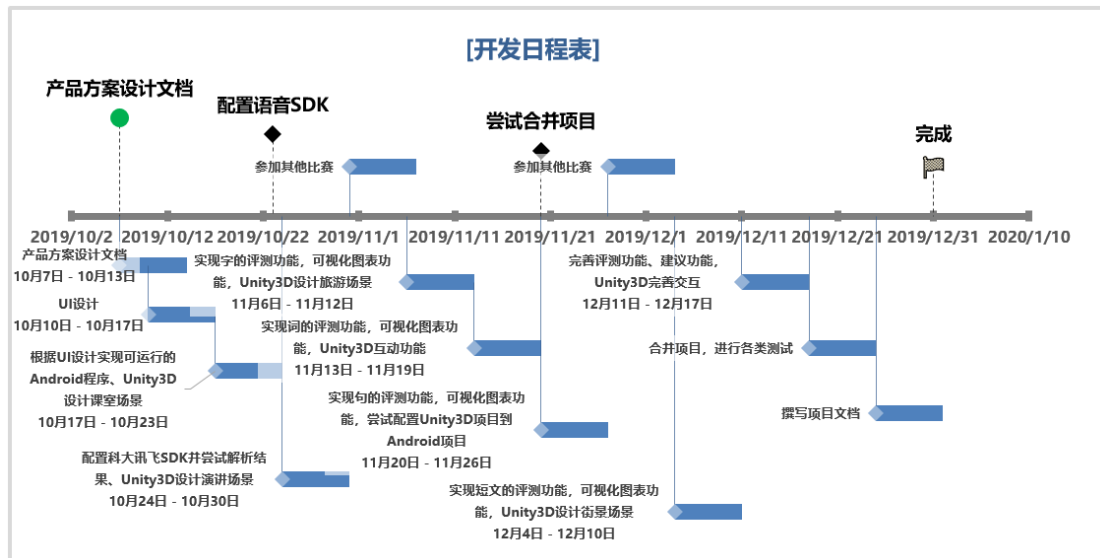 [开发日程表]
产品方案设计文档
配置语音SDK
尝试合并项目
完成
参加其他比赛
参加其他比赛
2019/10/2
2019/10/12
2019/10/22
2019/11/1
2019/11/11
2019/11/21
2019/12/1
2019/12/11
2019/12/21
2019/12/31
2020/1/10
产品方案设计文档
10月7日 - 10月13日
UI设计
10月10日 - 10月17日
根据UI设计实现可运行的
Android程序、Unity3D
设计课室场景
10月17日 - 10月23日
配置科大讯飞SDK并尝试解析结
果、Unity3D设计演讲场景
10月24日 - 10月30日
实现字的评测功能，可视化图表功
能，Unity3D设计旅游场景
11月6日 - 11月12日
实现词的评测功能，可视化图表功
能，Unity3D互动功能
11月13日 - 11月19日
实现句的评测功能，可视化图表功
能，尝试配置Unity3D项目到
Android项目
11月20日 - 11月26日
实现短文的评测功能，可视化图表功
能，Unity3D设计街景场景
12月4日 - 12月10日
完善评测功能、建议功能，
Unity3D完善交互
12月11日 - 12月17日
合并项目，进行各类测试
撰写项目文档